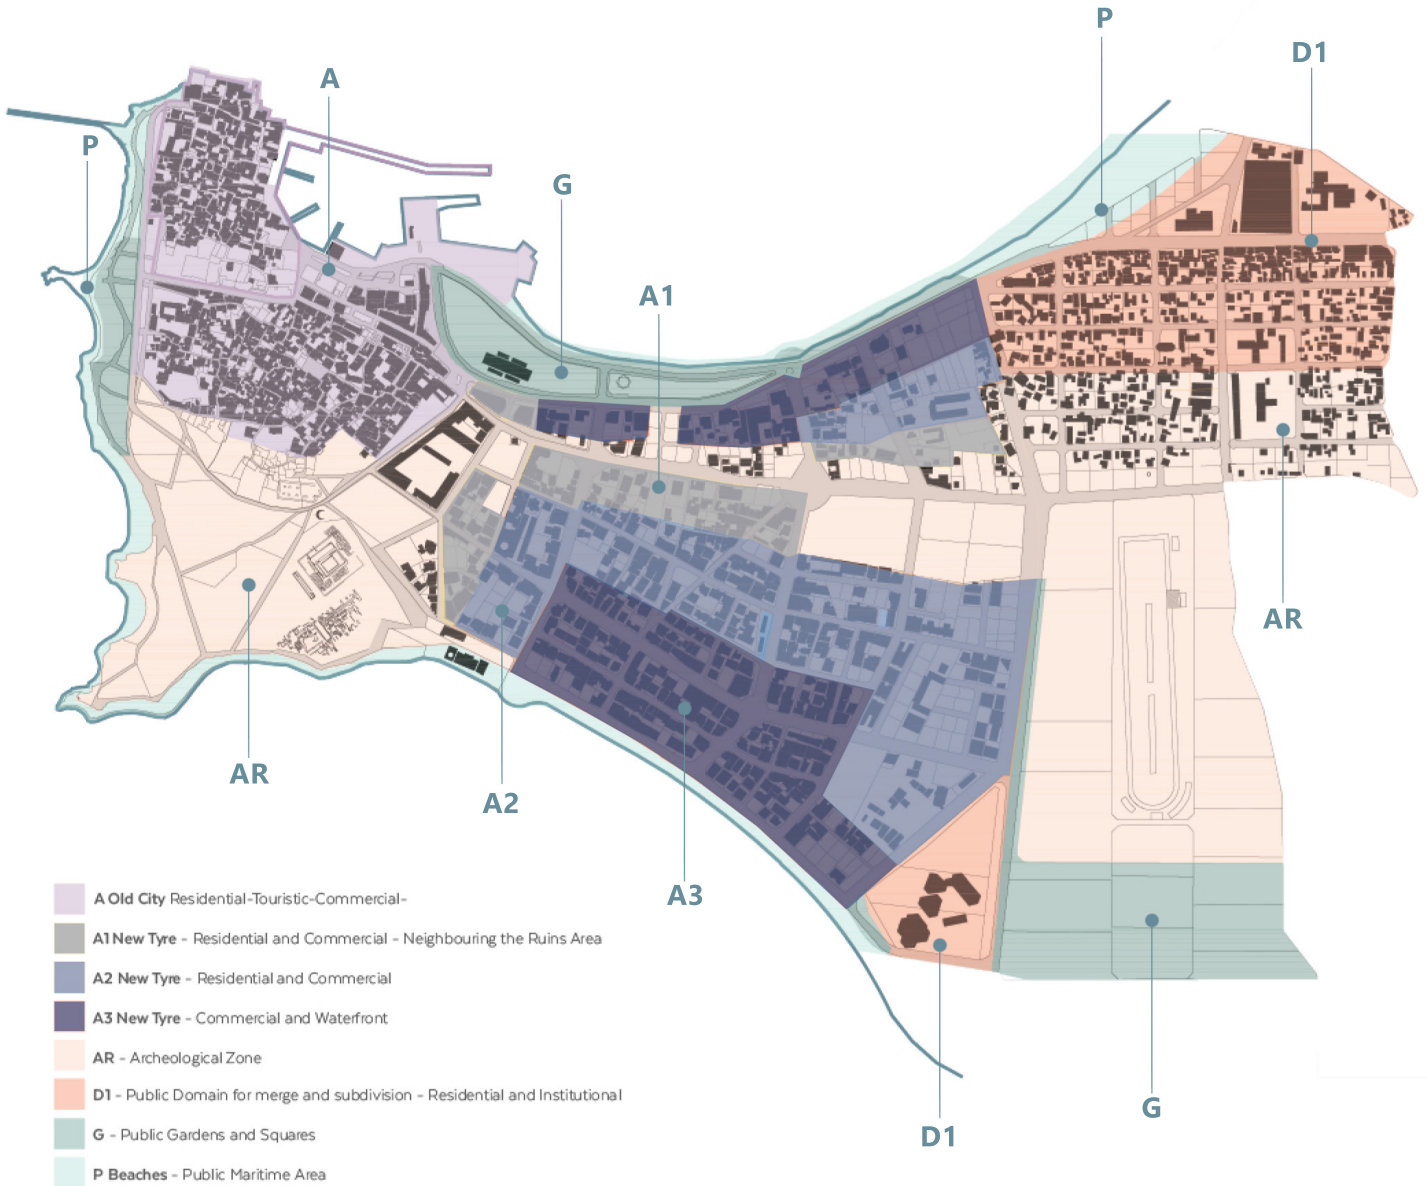 P
D1
A
P
G
A1
AR
AR
A2
A3
G
D1
A Old City Residential-Touristic-Commercial-
A1 New Tyre - Residential and Commercial - Neighbouring the Ruins Area
A2 New Tyre - Residential and Commercial
A3 New Tyre - Commercial and Waterfront
AR - Archeological Zone
D1 - Public Domain for merge and subdivision - Residential and Institutional
G - Public Gardens and Squares
P Beaches - Public Maritime Area